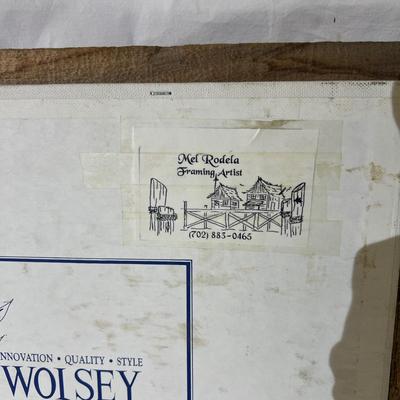 Mel Rodela
Framing Artist
(702) 883-0465
INNOVATION • QUALITY • STYLE
WOLSEY